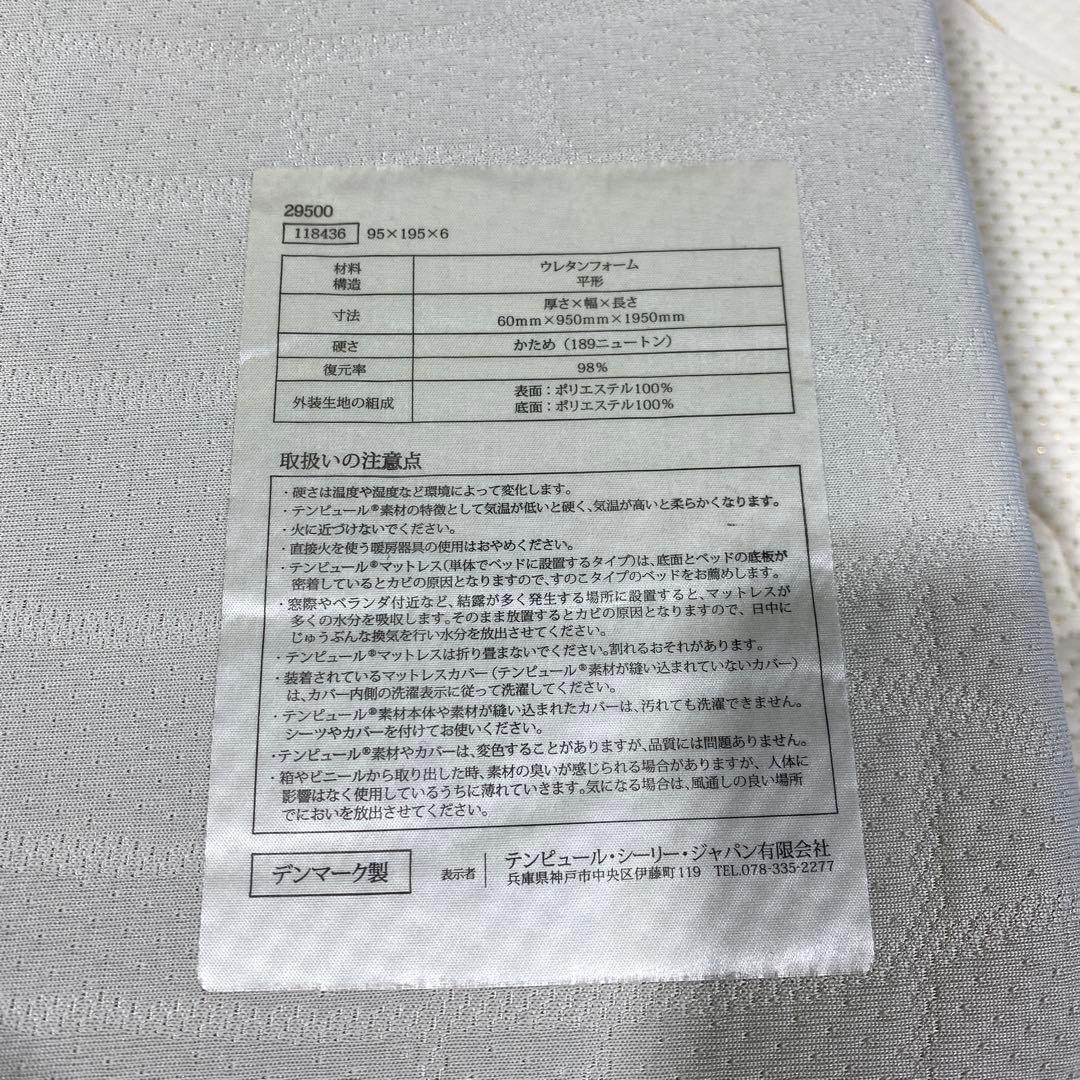 29500
118436 95×195×6
材料 ウレタンフォーム
構造 平形
寸法 厚さ×幅×長さ
60mm×950mm×1950mm
硬さ かため（189ニュートン）
復元率 98%
外装生地の組成 表面：ポリエステル100%
底面：ポリエステル100%
取扱いの注意点
・硬さは温度や湿度など環境によって変化します。
・テンピュール®素材の特徴として気温が低いと硬く、気温が高いと柔らかくなります。
・火に近づけないでください。
・直接火を使う暖房器具の使用はおやめください。
・テンピュール®マットレス（単体でベッドに設置するタイプ）は、底面とベッドの底板が
密着しているとカビの原因となりますので、すのこタイプのベッドをお薦めします。
・窓際やベランダ付近など、結露が多く発生する場所に設置すると、マットレスが
多くの水分を吸収します。そのまま放置するとカビの原因となりますので、日中に
じゅうぶんな換気を行い水分を放出させてください。
・テンピュール®マットレスは折り畳まないでください。割れるおそれがあります。
・装着されているマットレスカバー（テンピュール®素材が縫い込まれていないカバー）
は、カバー内側の洗濯表示に従って洗濯してください。
・テンピュール®素材本体や素材が縫い込まれたカバーは、汚れても洗濯できません。
シーツやカバーを付けてお使いください。
・テンピュール®素材やカバーは、変色することがありますが、品質には問題ありません。
・箱やビニールから取り出した時、素材の臭いが感じられる場合がありますが、人体に
影響はなく使用しているうちに薄れていきます。気になる場合は、風通しの良い場所
でにおいを放出させてください。
デンマーク製 表示者 テンピュール・シーリー・ジャパン有限会社
兵庫県神戸市中央区伊藤町119 TEL.078-335-2277